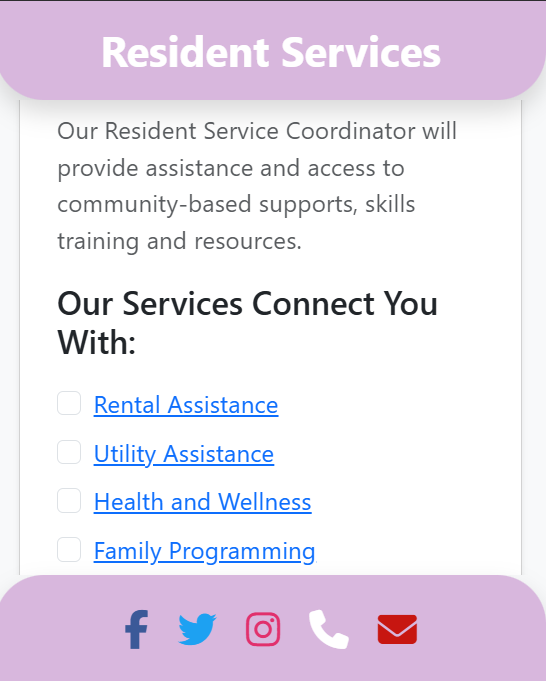 Resident Services
Our Resident Service Coordinator will
provide assistance and access to
community-based supports, skills
training and resources.
Our Services Connect You
With:
Rental Assistance
Utility Assistance
Health and Wellness
Family Programming